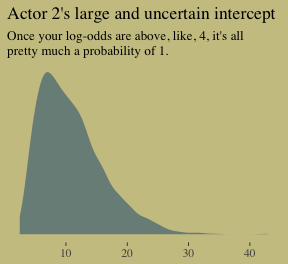 Actor 2's large and uncertain intercept
Once your log-odds are above, like, 4, it's all
pretty much a probability of 1.
10 20 30 40